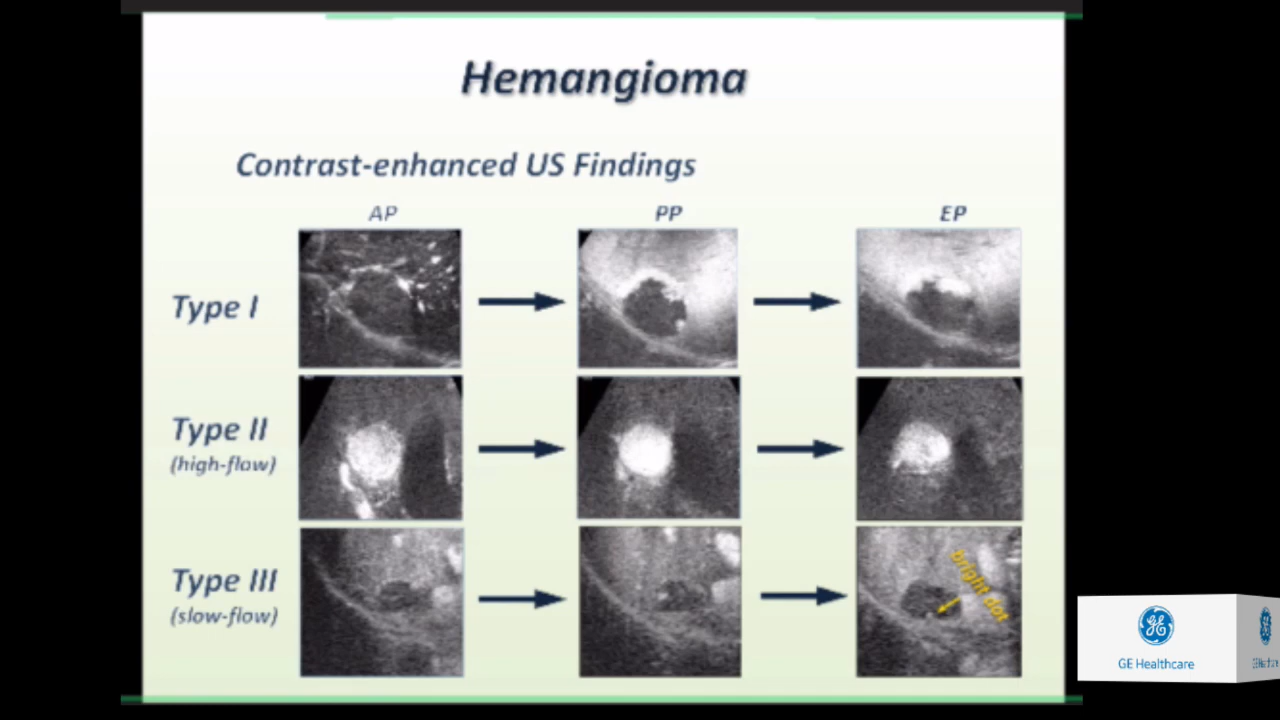 Hemangioma
Contrast-enhanced US Findings
AP PP EP
Type I
Type II
(high-flow)
Type III
(slow-flow)
bright dot
GE Healthcare